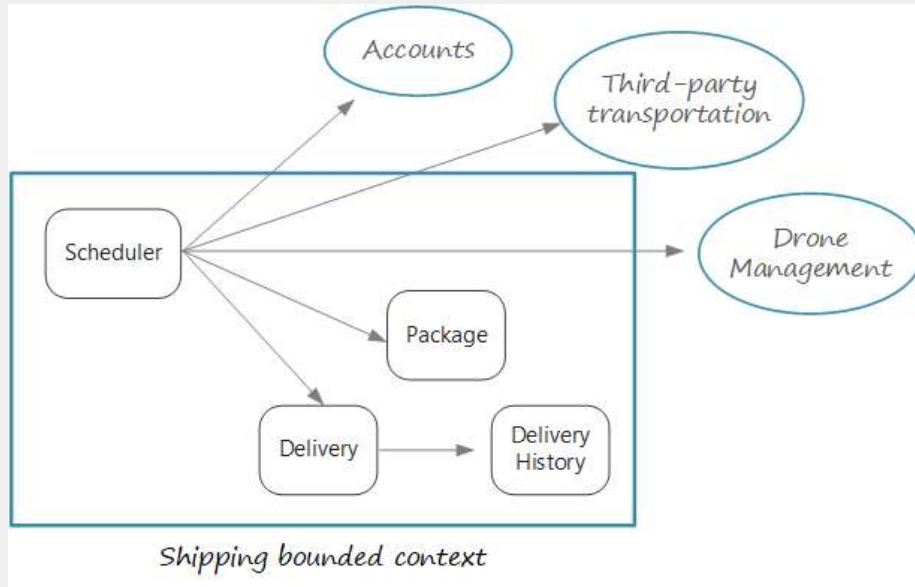 Accounts
Third-party
transportation
Drone
Management
Scheduler
Package
Delivery
Delivery
History
Shipping bounded context